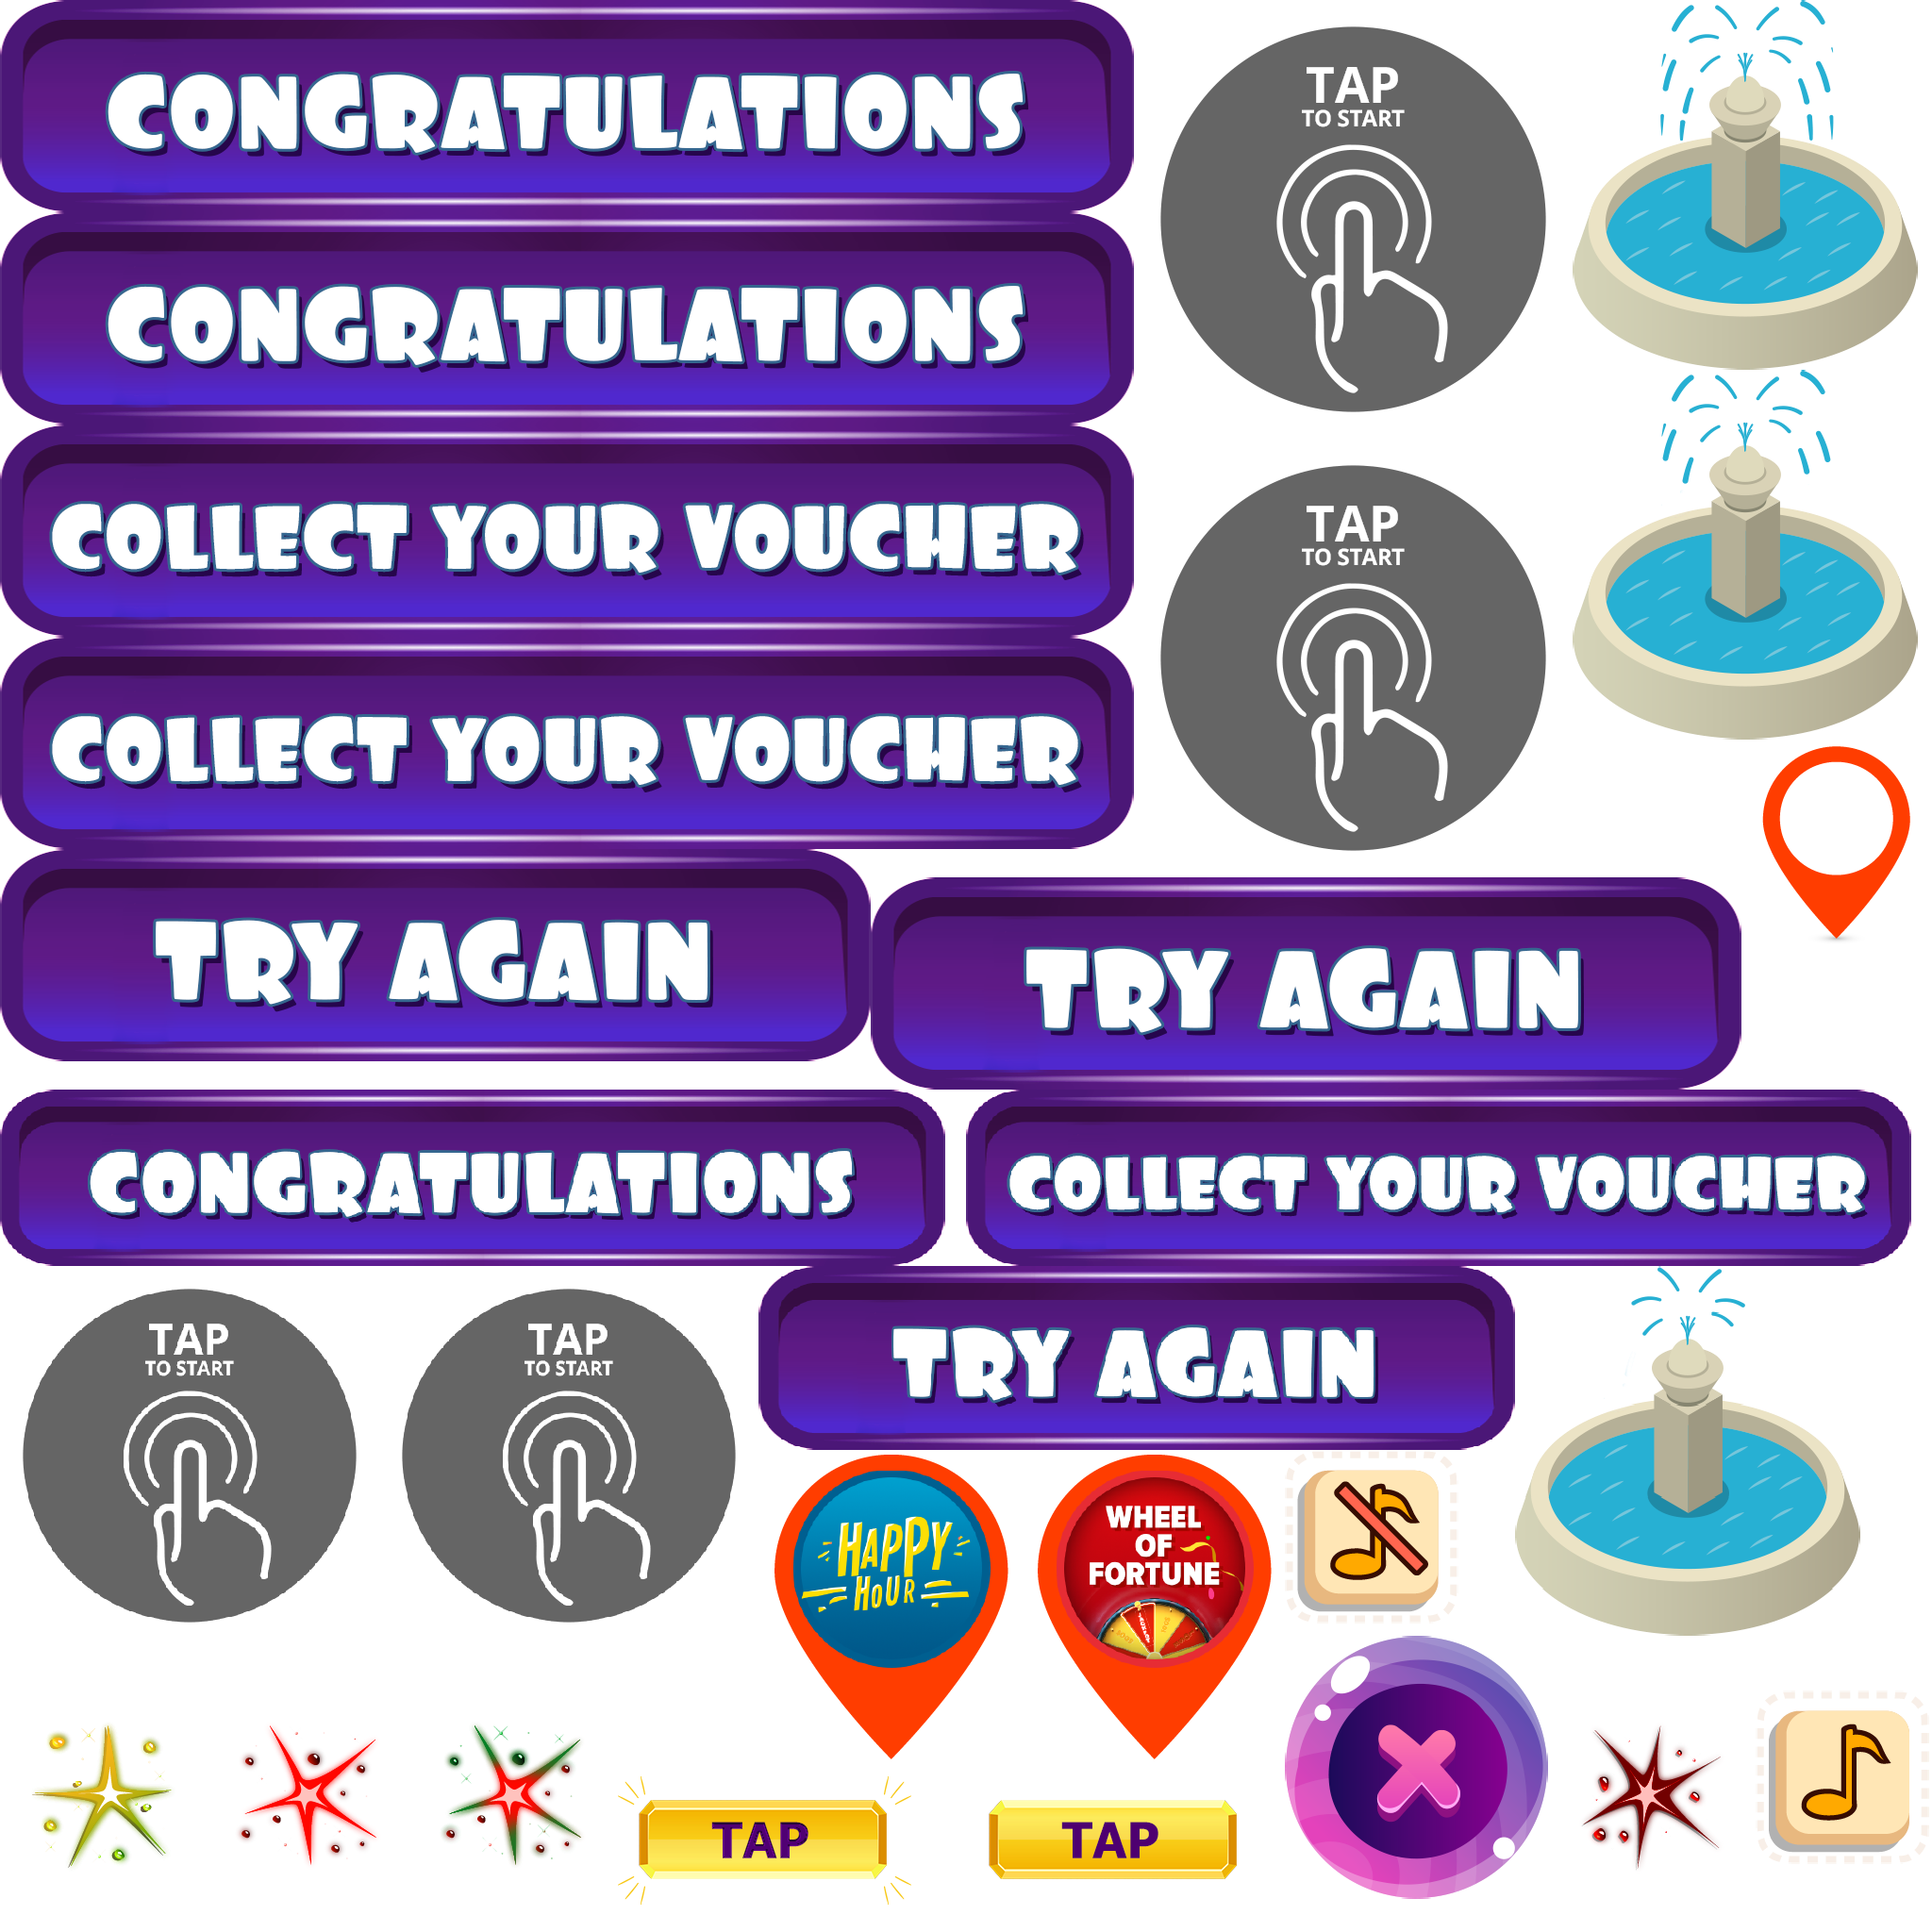 CONGRATULATIONS
TAP
TO START
CONGRATULATIONS
COLLECT YOUR VOUCHER
TAP
TO START
COLLECT YOUR VOUCHER
TRY AGAIN
TRY AGAIN
CONGRATULATIONS
COLLECT YOUR VOUCHER
TAP
TO START
TAP
TO START
TRY AGAIN
HAPPY
HOUR
WHEEL
OF
FORTUNE
TAP
TAP